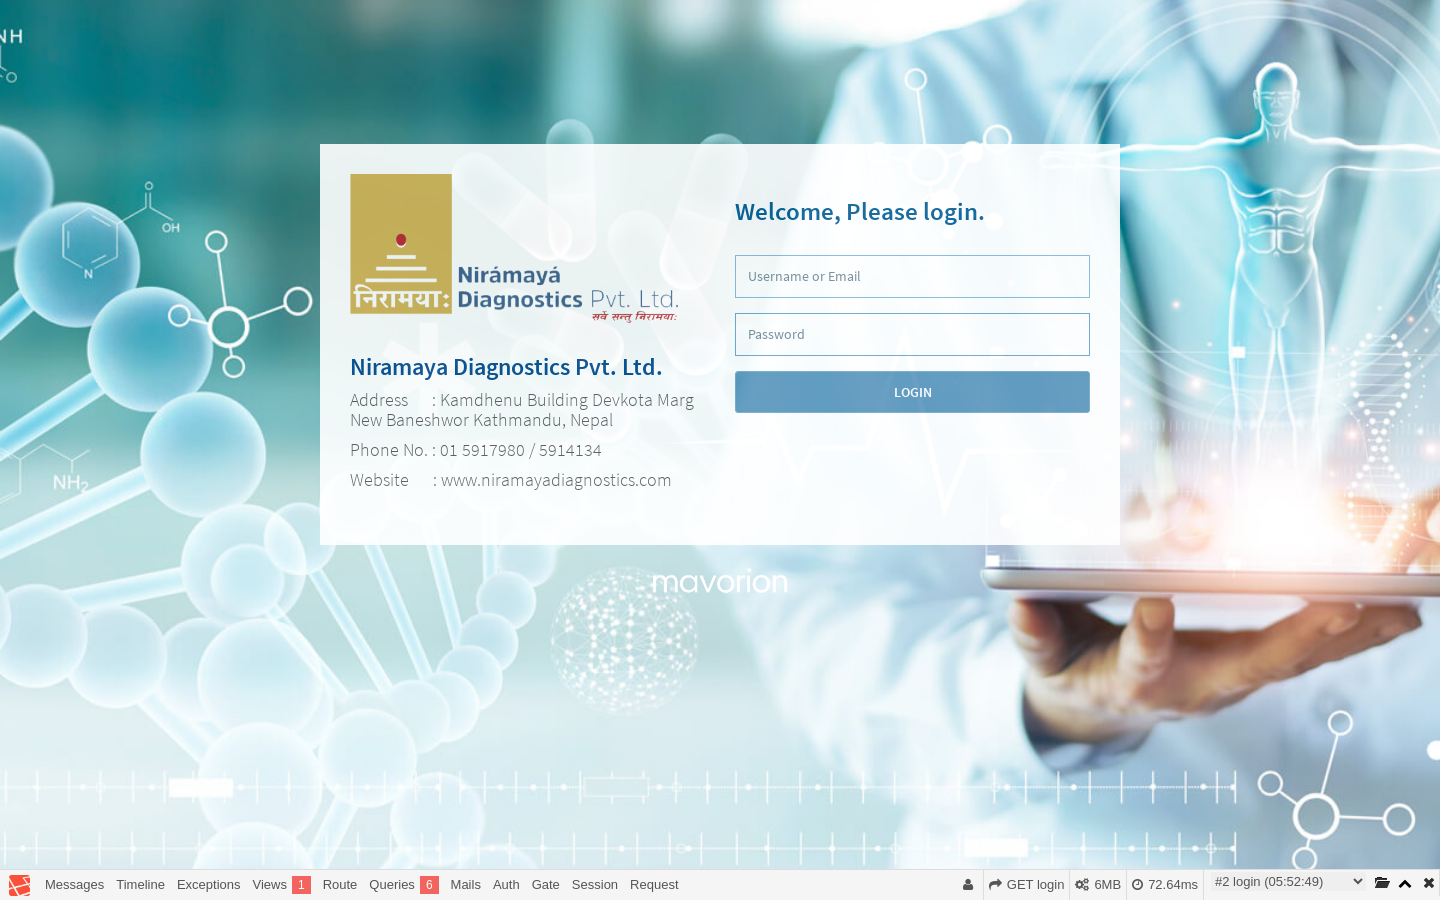 NH
OH
N
NH2
निरामयाः
Nirámayá
Diagnostics Pvt. Ltd.
सर्वे सन्तु निरामयाः
Niramaya Diagnostics Pvt. Ltd.
Address : Kamdhenu Building Devkota Marg
New Baneshwor Kathmandu, Nepal
Phone No. : 01 5917980 / 5914134
Website : www.niramayadiagnostics.com
Welcome, Please login.
Username or Email
Password
LOGIN
mavorion
Messages Timeline Exceptions Views 1 Route Queries 6 Mails Auth Gate Session Request GET login 6MB 72.64ms #2 login (05:52:49)